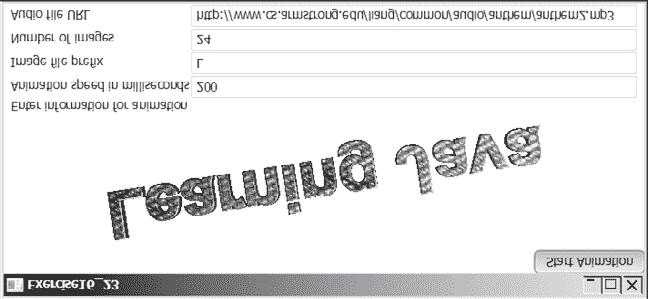 Exercise16_23
Start Animation
Learning Java
Enter information for animation
Animation speed in milliseconds 200
Image file prefix L
Number of images 24
Audio file URL http://www.cs.armstrong.edu/liang/common/audio/anthem/anthem2.mp3